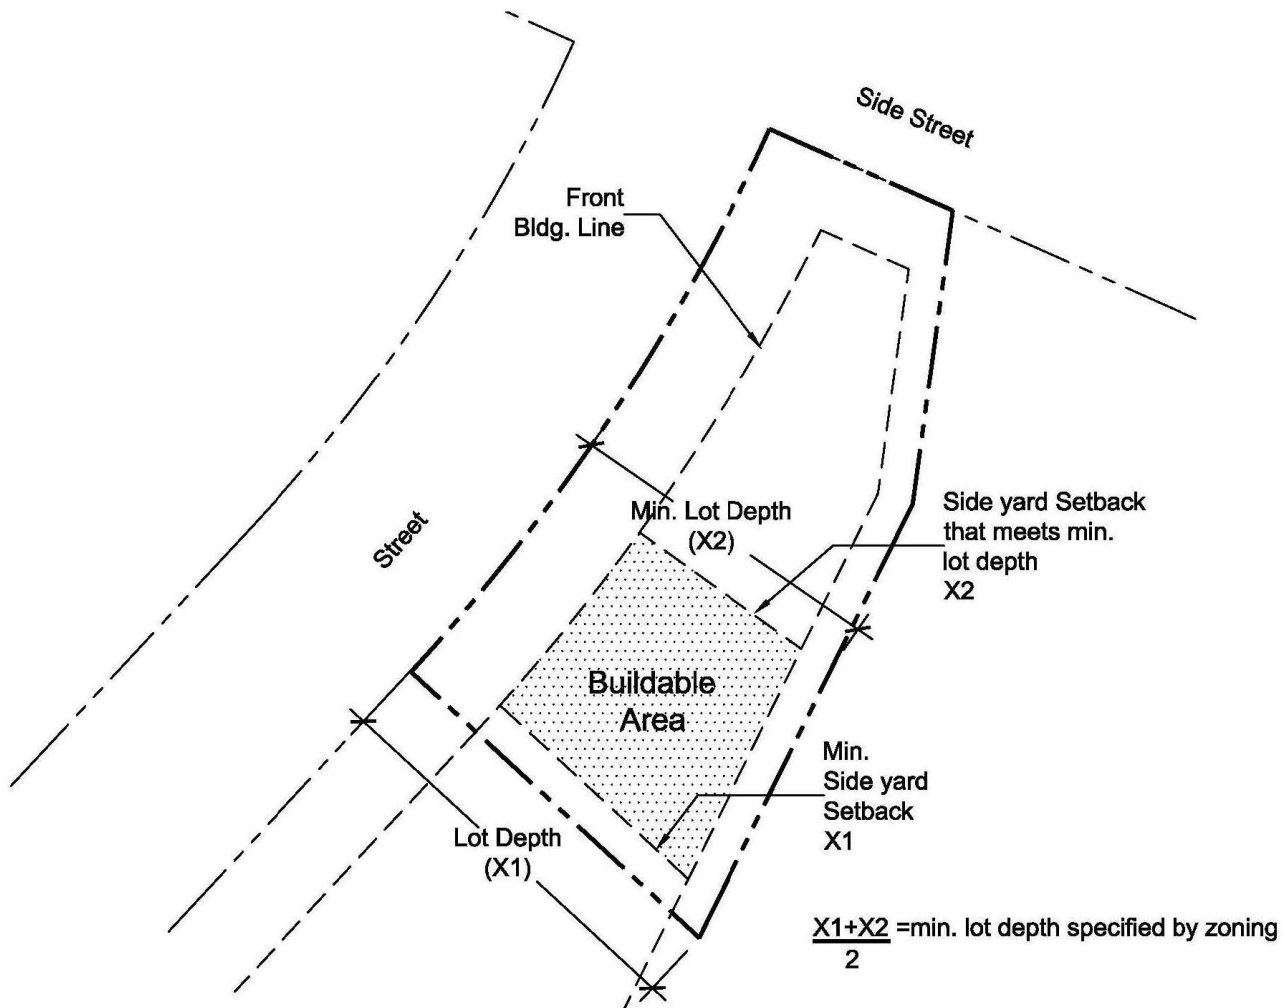 Side Street
Front
Bldg. Line
Min. Lot Depth
(X2)
Side yard Setback
that meets min.
lot depth
X2
Street
Buildable
Area
Min.
Side yard
Setback
X1
Lot Depth
(X1)
X1+X2 =min. lot depth specified by zoning
2